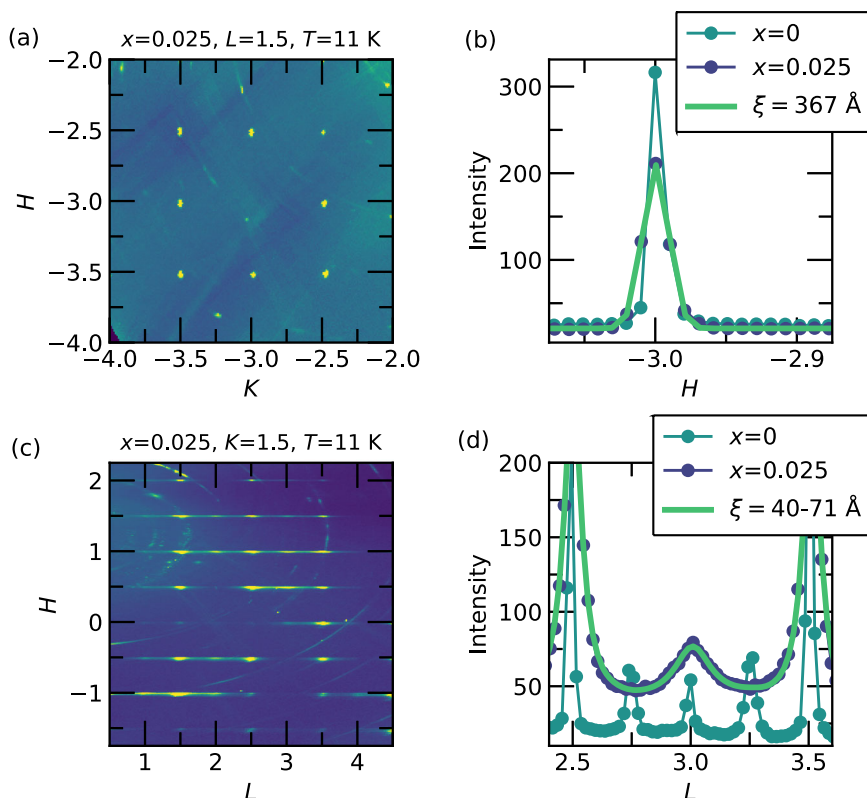 (a)
x=0.025, L=1.5, T=11 K
−2.0
−2.5
−3.0
−3.5
−4.0
H
−4.0 −3.5 −3.0 −2.5 −2.0
K
(b)
x=0
x=0.025
ξ = 367 Å
300
200
100
Intensity
−3.0 −2.9
H
(c)
x=0.025, K=1.5, T=11 K
2
1
0
−1
H
1 2 3 4
L
(d)
x=0
x=0.025
ξ = 40-71 Å
200
150
100
50
Intensity
2.5 3.0 3.5
L